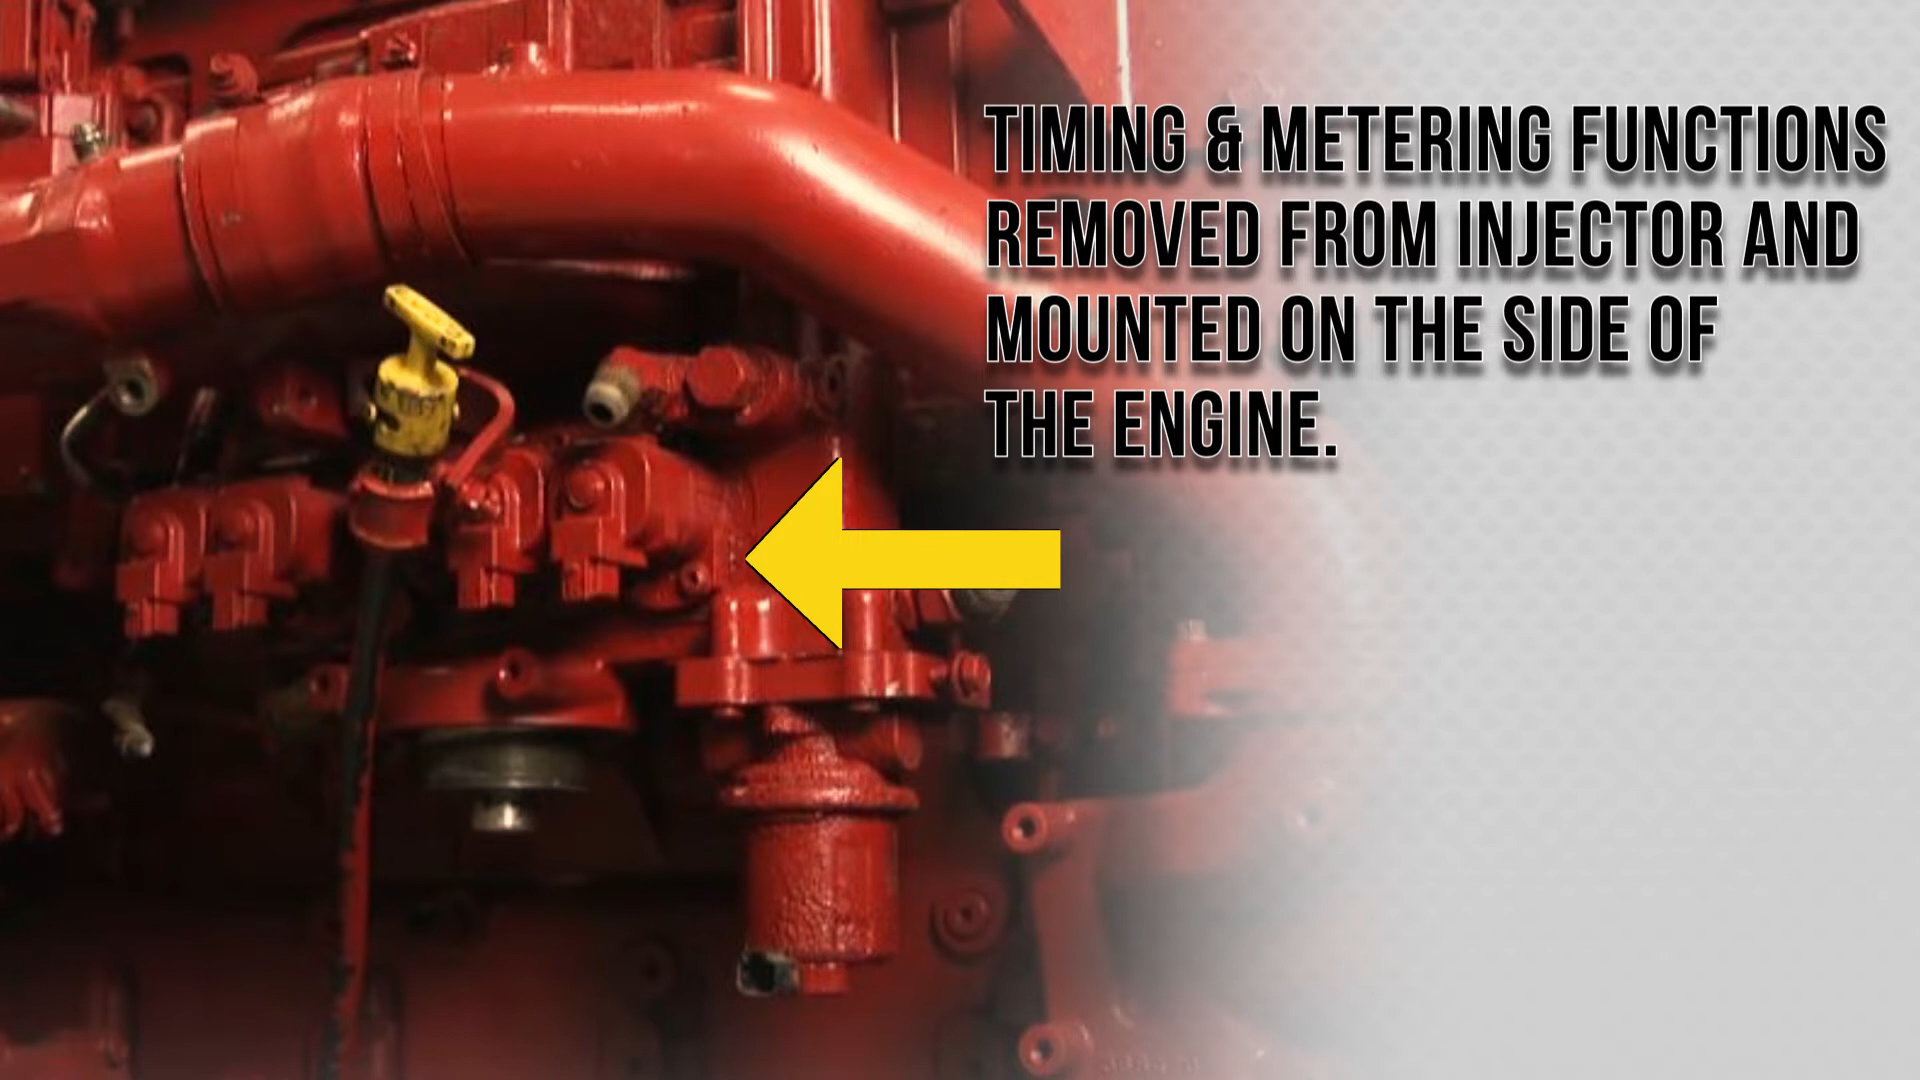 TIMING & METERING FUNCTIONS
REMOVED FROM INJECTOR AND
MOUNTED ON THE SIDE OF
THE ENGINE.